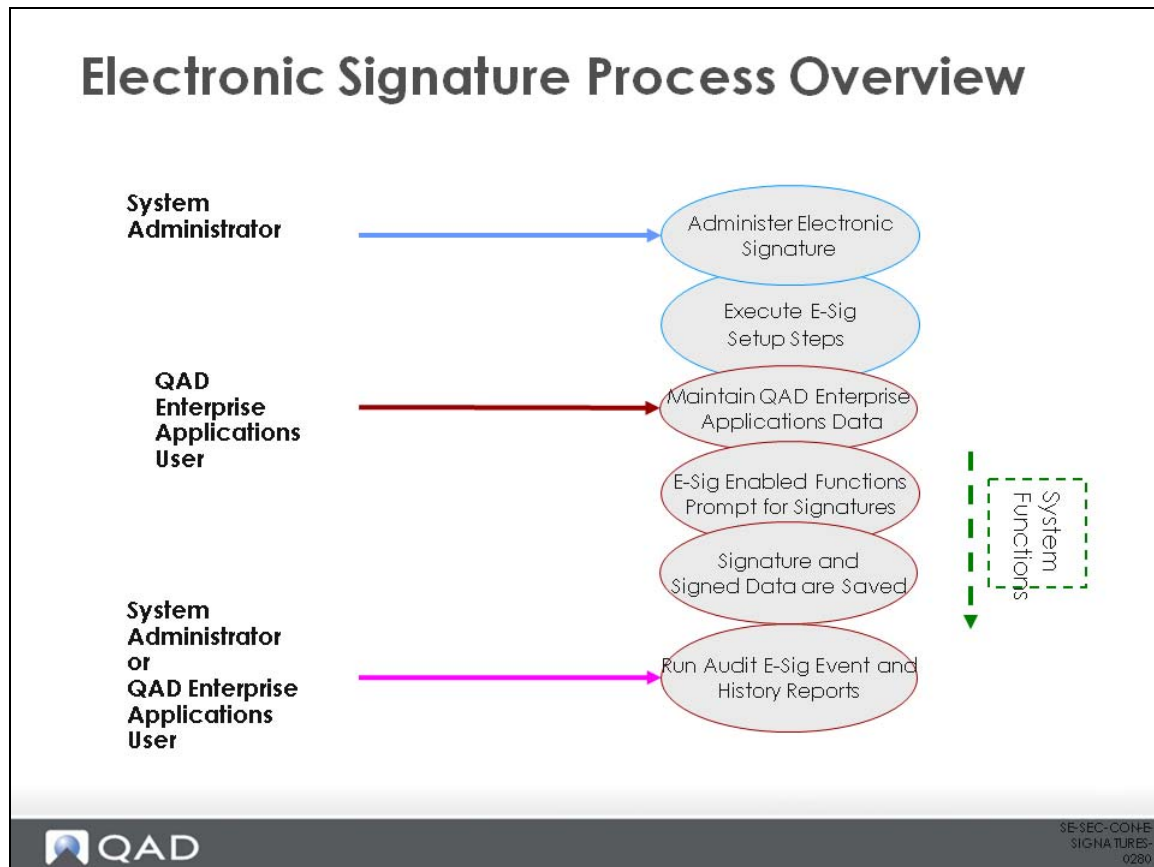 Electronic Signature Process Overview
System
Administrator
Administer Electronic
Signature
Execute E-Sig
Setup Steps
QAD
Enterprise
Applications
User
Maintain QAD Enterprise
Applications Data
E-Sig Enabled Functions
Prompt for Signatures
System
Functions
Signature and
Signed Data are Saved
System
Administrator
or
QAD Enterprise
Applications
User
Run Audit E-Sig Event and
History Reports
QAD
SE-SEC-CON-E-
SIGNATURES-
0280